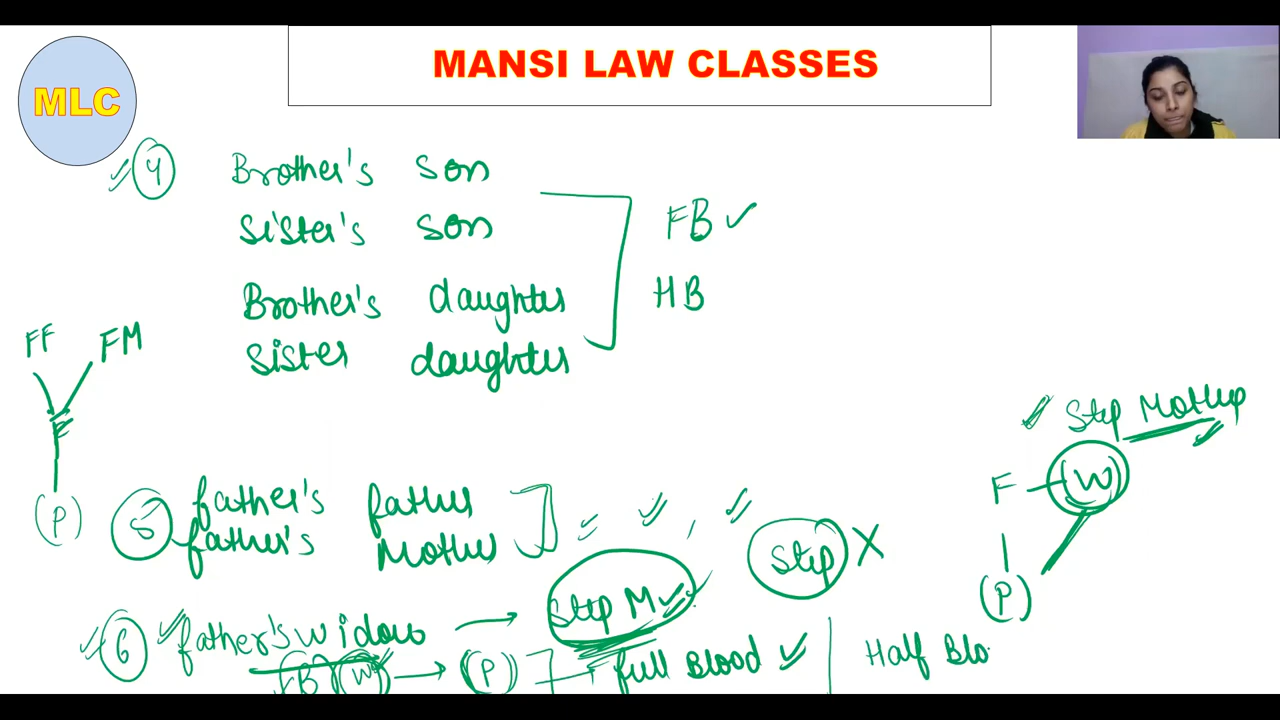 MANSI LAW CLASSES
MLC
4 Brother's son
sister's son
Brother's daughter
sister daughter
FB
HB
FF FM
F
(P)
5 father's father
father's Mother
Step X
6 father's widow → Step M
FB (W) → (P) full Blood | Half Blo
Step Mother
F (W)
(P)